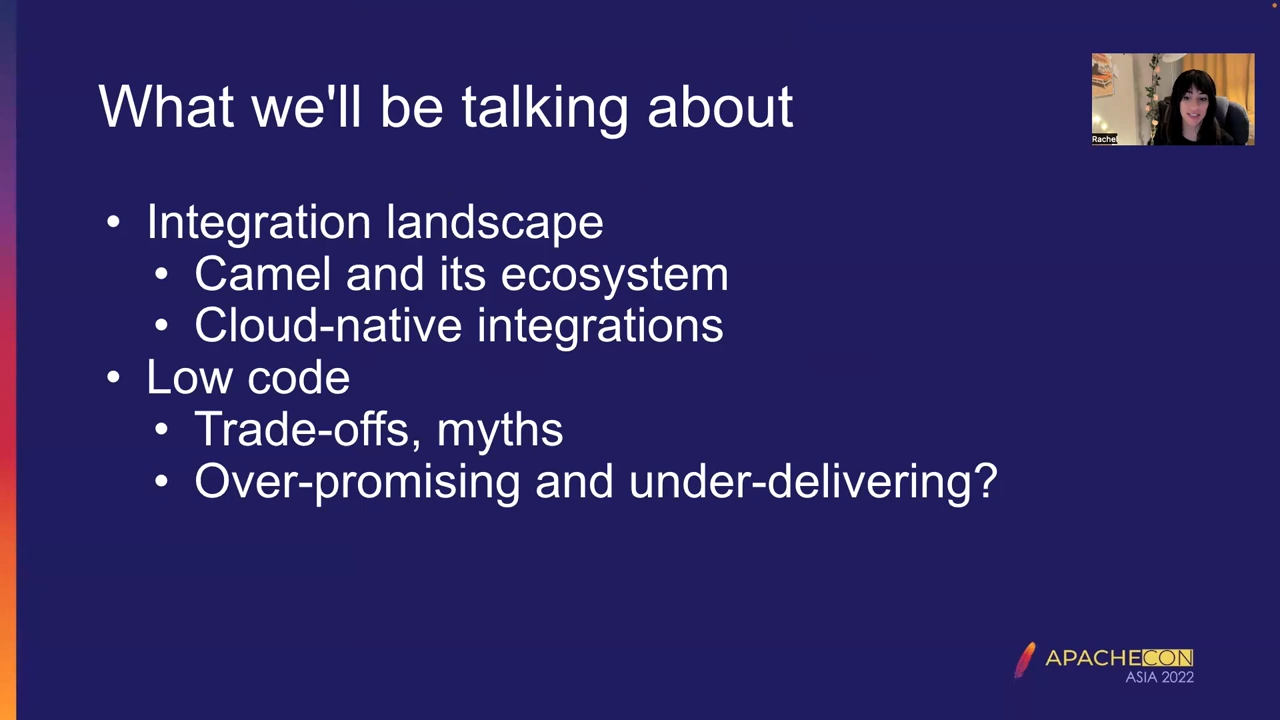 What we'll be talking about
Rachel
• Integration landscape
• Camel and its ecosystem
• Cloud-native integrations
• Low code
• Trade-offs, myths
• Over-promising and under-delivering?
APACHECON
ASIA 2022